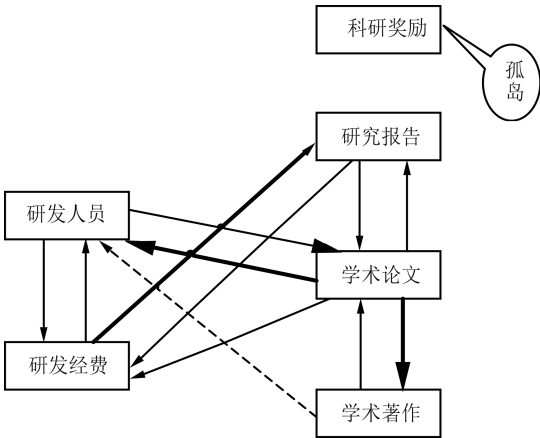 科研奖励
孤
岛
研究报告
研发人员
学术论文
研发经费
学术著作